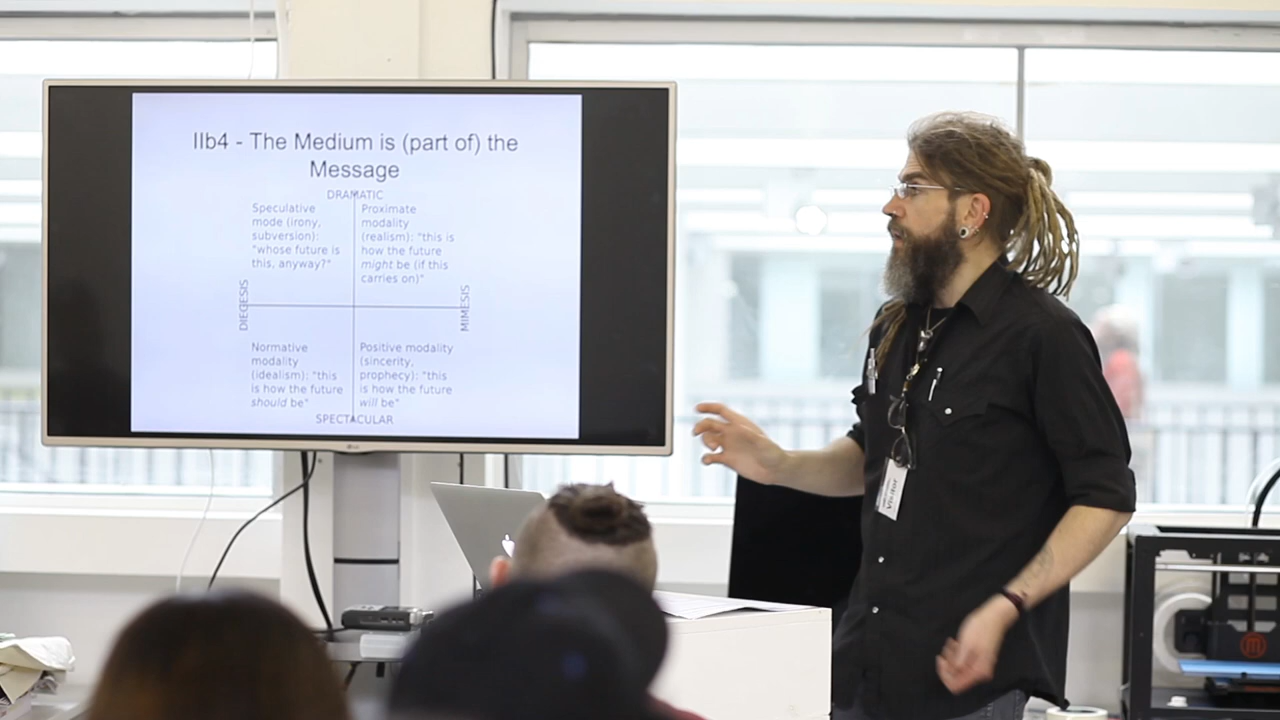 IIb4 - The Medium is (part of) the
Message
DRAMATIC
Speculative
mode (irony,
subversion):
"whose future is
this, anyway?"
Proximate
modality
(realism): "this is
how the future
might be (if this
carries on)"
DIEGESIS
MIMESIS
Normative
modality
(idealism): "this
is how the future
should be"
Positive modality
(sincerity,
prophecy): "this
is how the future
will be"
SPECTACULAR
LG
Visitor